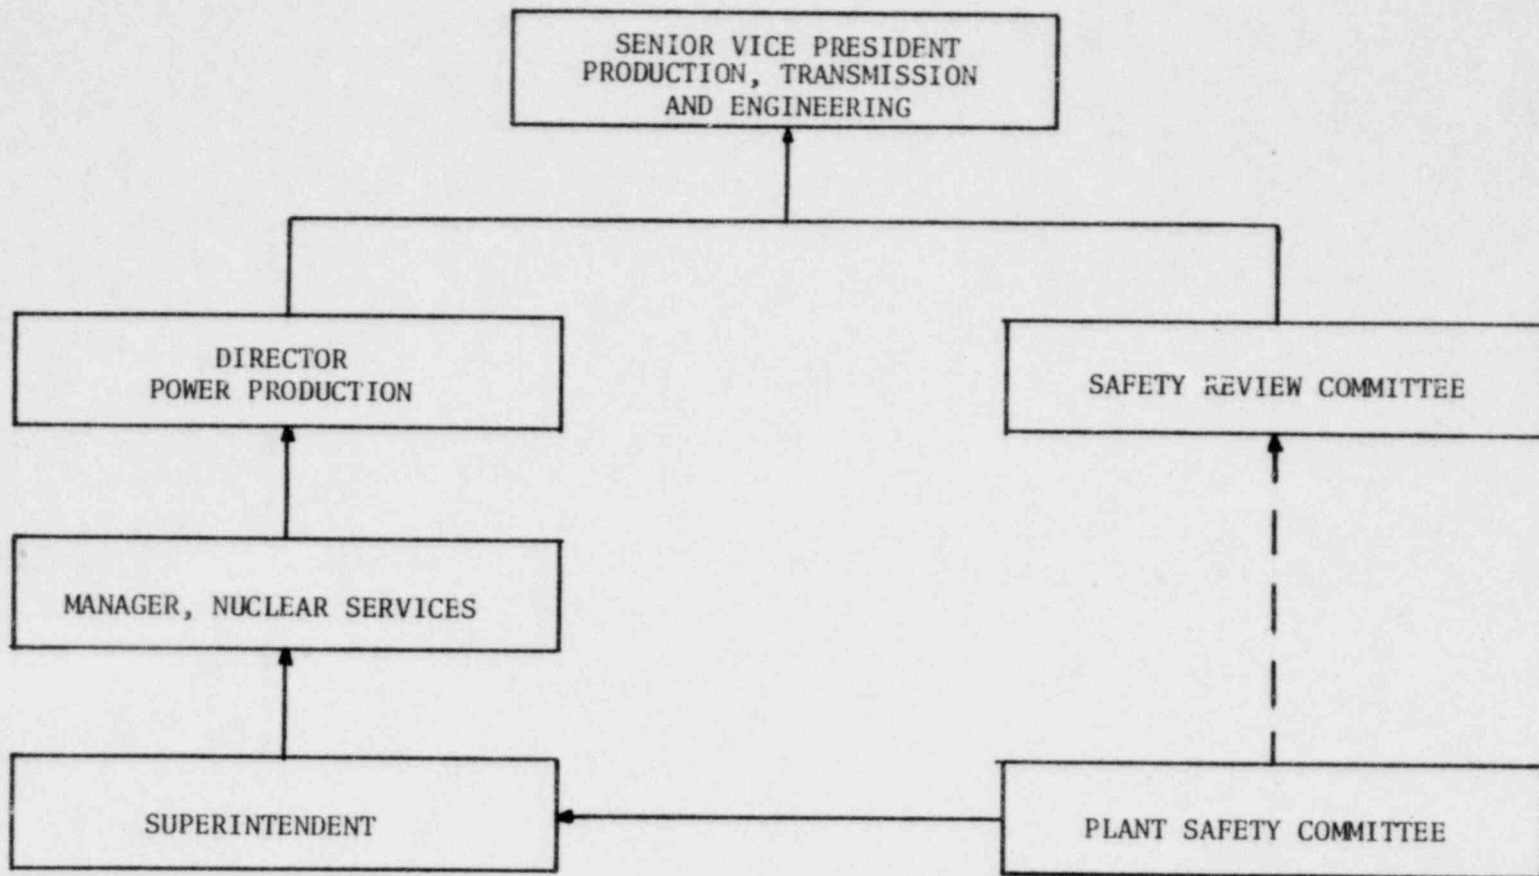 SENIOR VICE PRESIDENT
PRODUCTION, TRANSMISSION
AND ENGINEERING
DIRECTOR
POWER PRODUCTION
SAFETY REVIEW COMMITTEE
MANAGER, NUCLEAR SERVICES
SUPERINTENDENT
PLANT SAFETY COMMITTEE